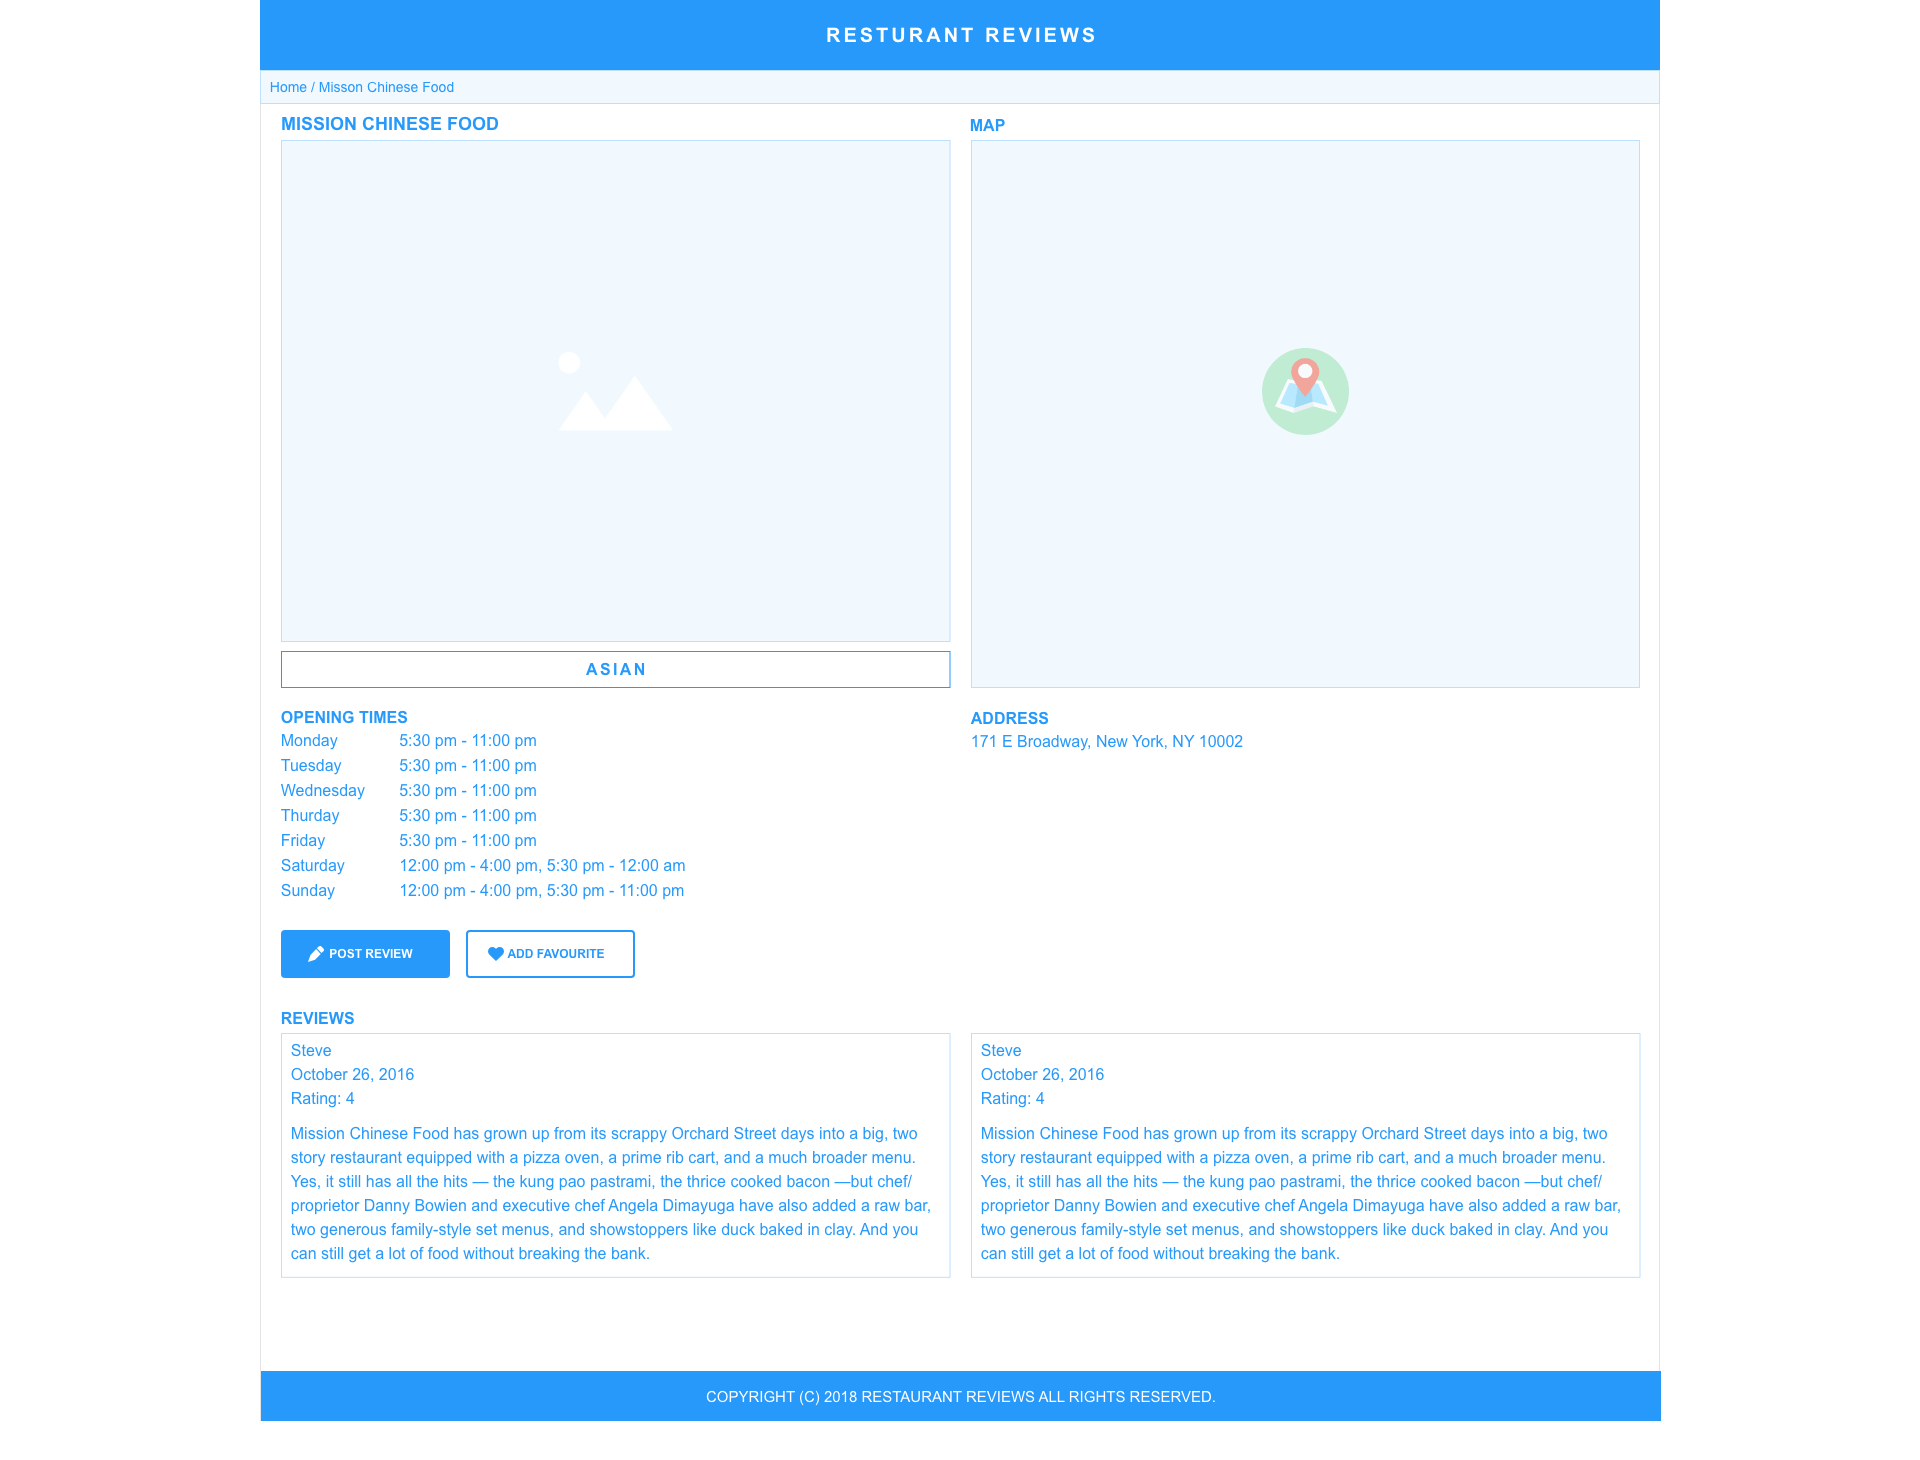 RESTURANT REVIEWS
Home / Misson Chinese Food
MISSION CHINESE FOOD
MAP
ASIAN
OPENING TIMES
Monday 5:30 pm - 11:00 pm
Tuesday 5:30 pm - 11:00 pm
Wednesday 5:30 pm - 11:00 pm
Thurday 5:30 pm - 11:00 pm
Friday 5:30 pm - 11:00 pm
Saturday 12:00 pm - 4:00 pm, 5:30 pm - 12:00 am
Sunday 12:00 pm - 4:00 pm, 5:30 pm - 11:00 pm
ADDRESS
171 E Broadway, New York, NY 10002
POST REVIEW
ADD FAVOURITE
REVIEWS
Steve
October 26, 2016
Rating: 4
Mission Chinese Food has grown up from its scrappy Orchard Street days into a big, two
story restaurant equipped with a pizza oven, a prime rib cart, and a much broader menu.
Yes, it still has all the hits — the kung pao pastrami, the thrice cooked bacon —but chef/
proprietor Danny Bowien and executive chef Angela Dimayuga have also added a raw bar,
two generous family-style set menus, and showstoppers like duck baked in clay. And you
can still get a lot of food without breaking the bank.
Steve
October 26, 2016
Rating: 4
Mission Chinese Food has grown up from its scrappy Orchard Street days into a big, two
story restaurant equipped with a pizza oven, a prime rib cart, and a much broader menu.
Yes, it still has all the hits — the kung pao pastrami, the thrice cooked bacon —but chef/
proprietor Danny Bowien and executive chef Angela Dimayuga have also added a raw bar,
two generous family-style set menus, and showstoppers like duck baked in clay. And you
can still get a lot of food without breaking the bank.
COPYRIGHT (C) 2018 RESTAURANT REVIEWS ALL RIGHTS RESERVED.